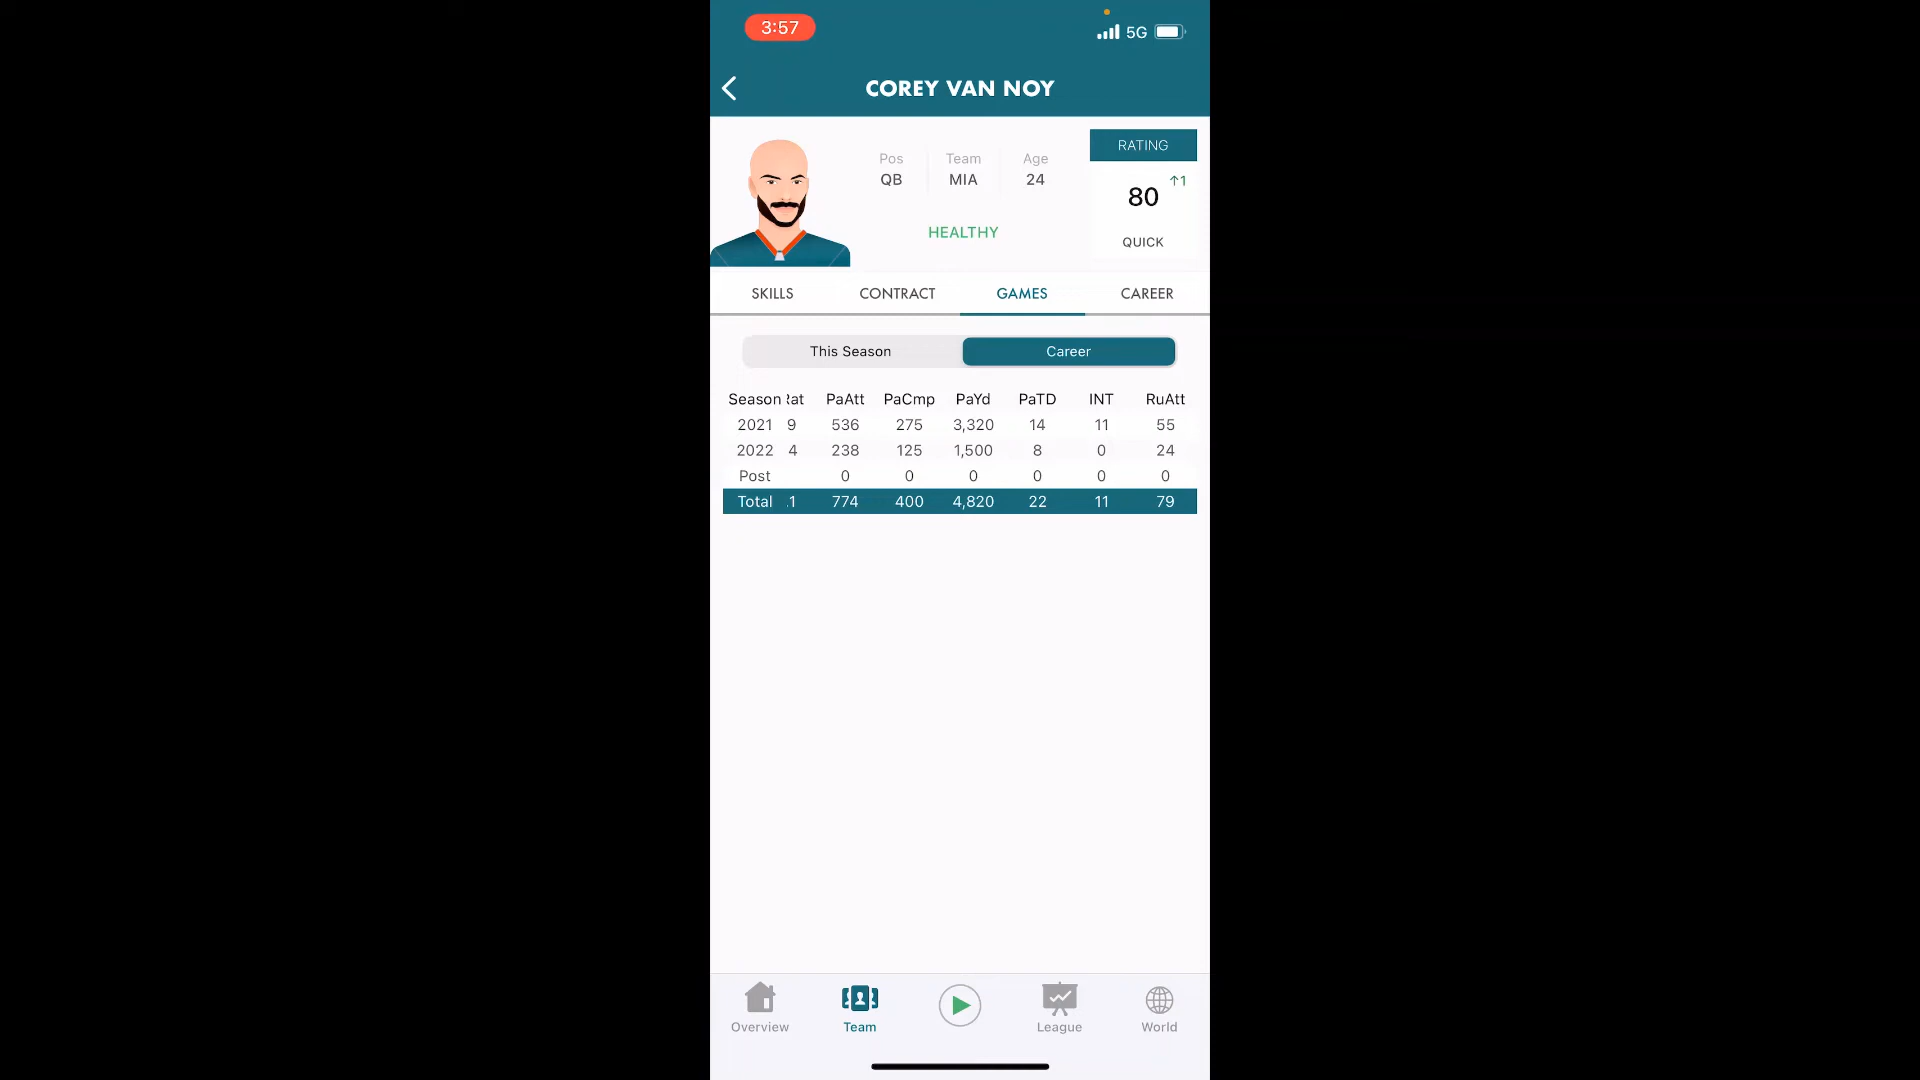 3:57
5G
COREY VAN NOY
RATING
Pos Team Age
QB MIA 24
80 ↑1
HEALTHY
QUICK
SKILLS CONTRACT GAMES CAREER
This Season Career
Season Rat PaAtt PaCmp PaYd PaTD INT RuAtt
2021 9 536 275 3,320 14 11 55
2022 4 238 125 1,500 8 0 24
Post 0 0 0 0 0 0
Total .1 774 400 4,820 22 11 79
Overview Team League World